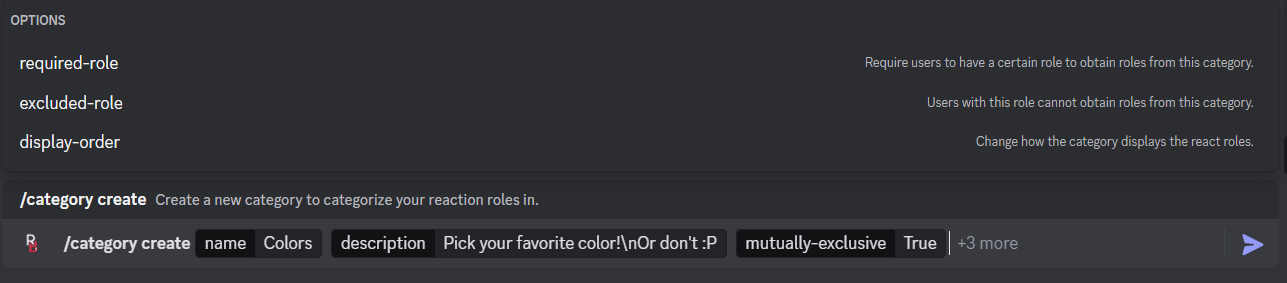 OPTIONS
required-role Require users to have a certain role to obtain roles from this category.
excluded-role Users with this role cannot obtain roles from this category.
display-order Change how the category displays the react roles.
/category create Create a new category to categorize your reaction roles in.
RB /category create name Colors description Pick your favorite color!\nOr don't :P mutually-exclusive True +3 more